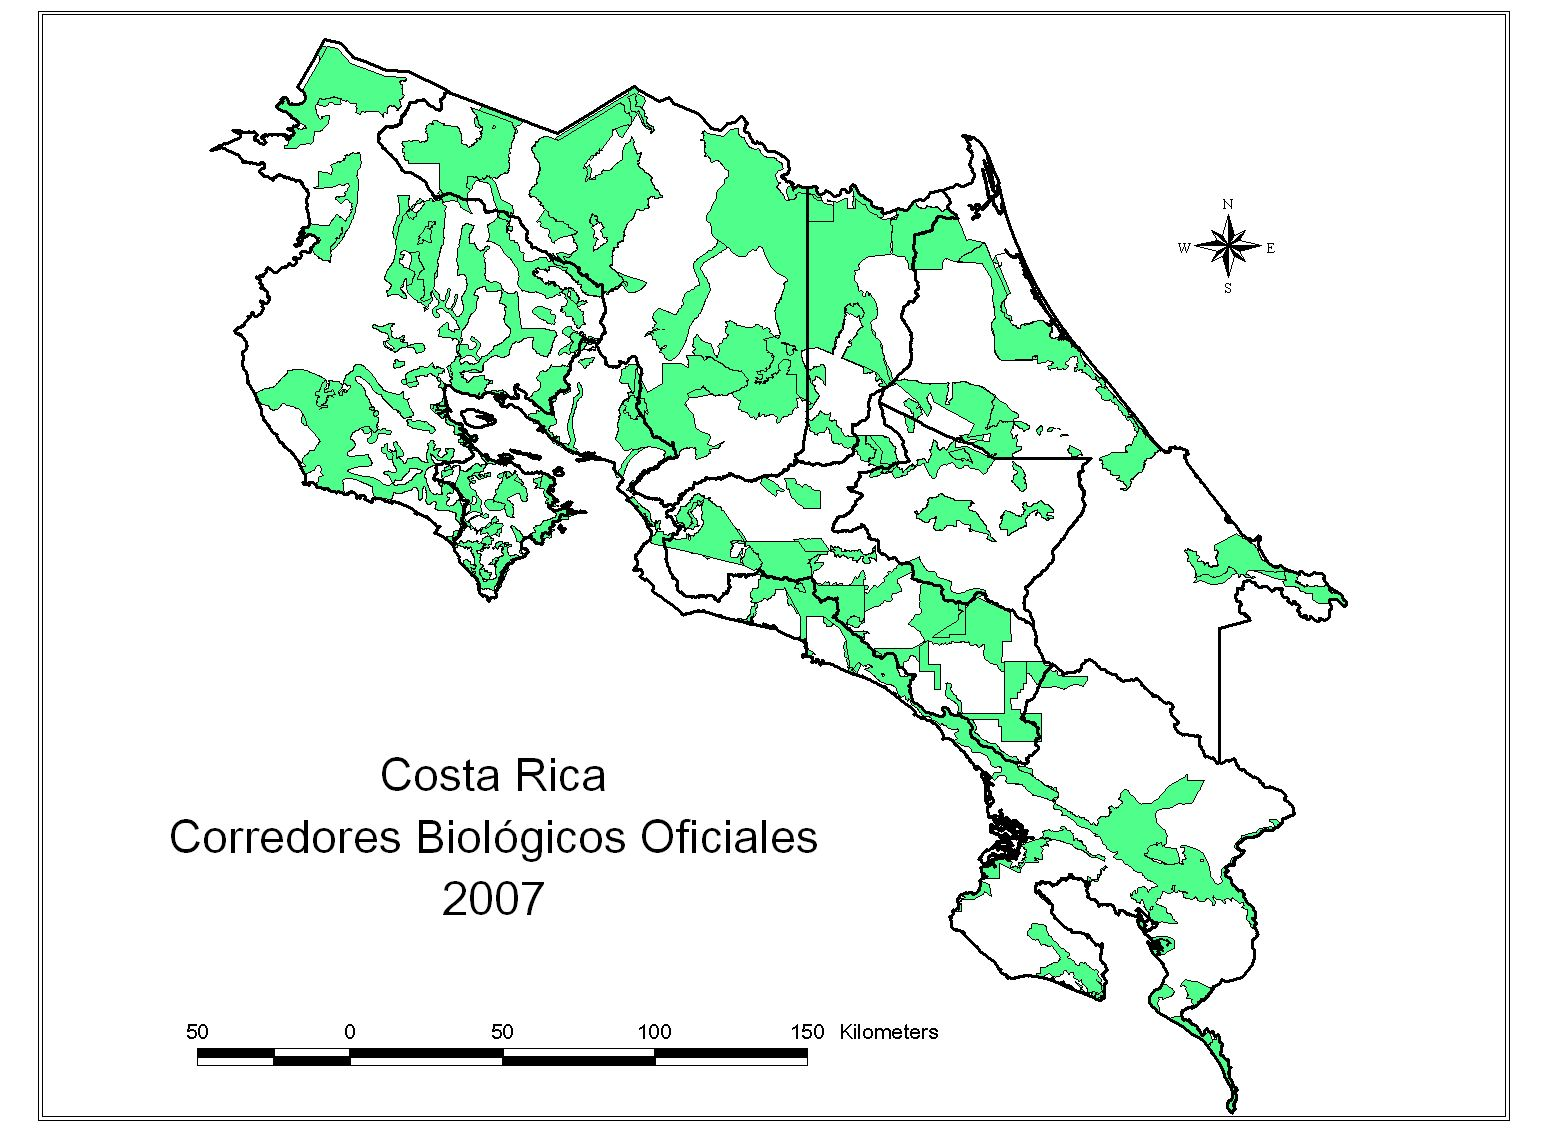 N
W E
S
Costa Rica
Corredores Biológicos Oficiales
2007
50 0 50 100 150 Kilometers